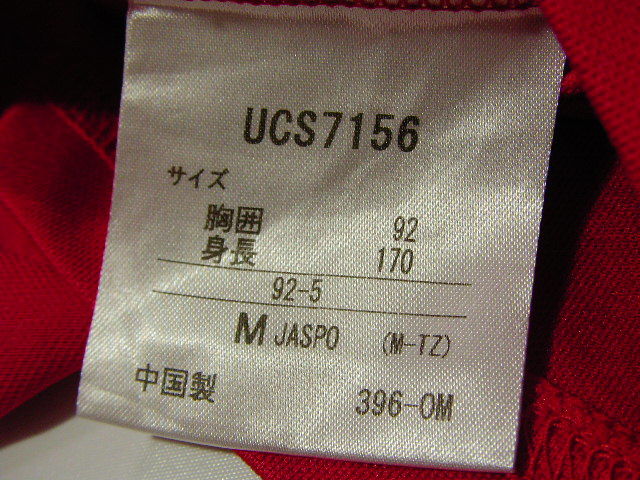 UCS7156
サイズ
胸囲 92
身長 170
92-5
M JASPO (M-TZ)
中国製 396-OM